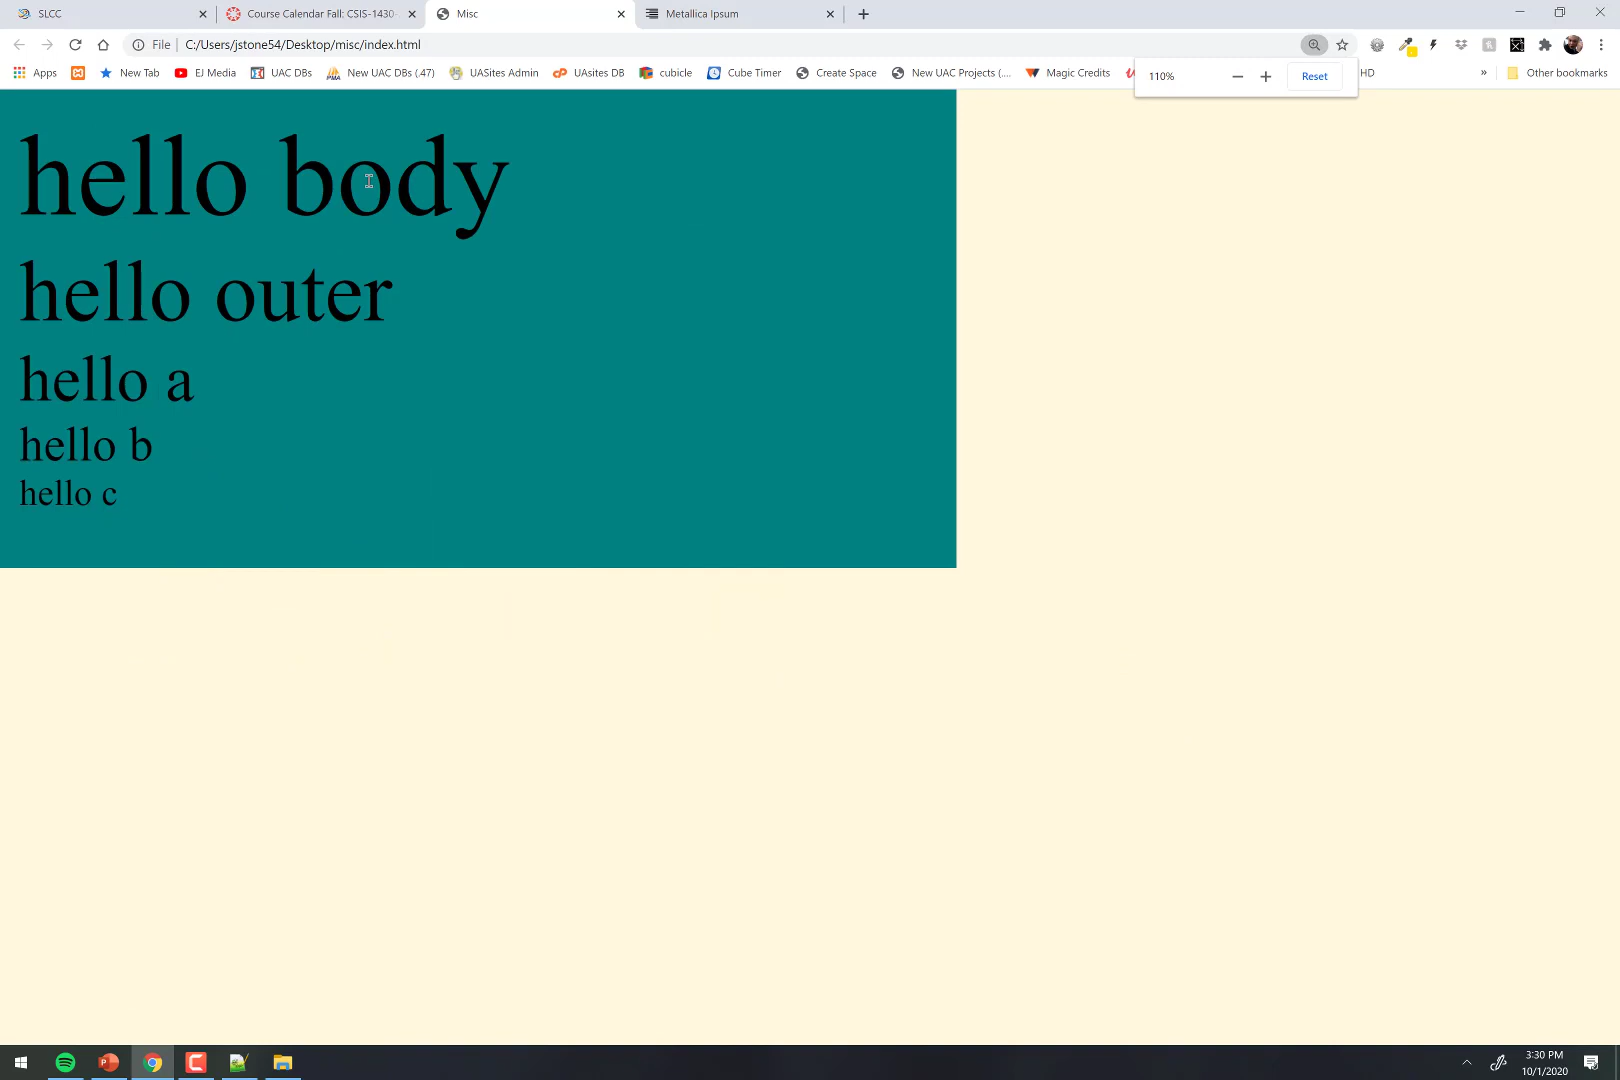 SLCC
Course Calendar Fall: CSIS-1430-
Misc
Metallica Ipsum
File
C:/Users/jstone54/Desktop/misc/index.html
Apps
New Tab
EJ Media
UAC DBs
New UAC DBs (.47)
UASites Admin
UAsites DB
cubicle
Cube Timer
Create Space
New UAC Projects (....
Magic Credits
HD
»
Other bookmarks
110%
Reset
hello body
hello outer
hello a
hello b
hello c
3:30 PM
10/1/2020